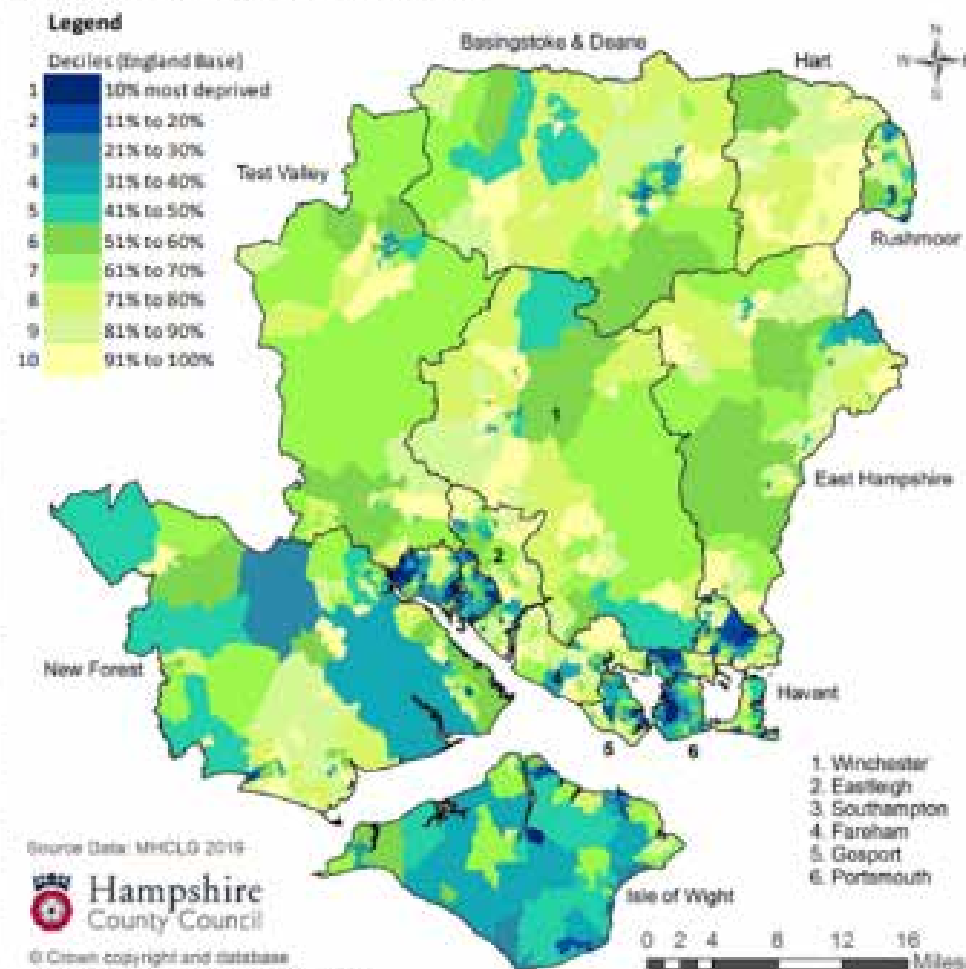 Legend
Deciles (England Base)
1 10% most deprived
2 11% to 20%
3 21% to 30%
4 31% to 40%
5 41% to 50%
6 51% to 60%
7 61% to 70%
8 71% to 80%
9 81% to 90%
10 91% to 100%
Basingstoke & Deane
Hart
N
W
S
Test Valley
Rushmoor
1
East Hampshire
2
3
New Forest
4
Havant
5
6
1. Winchester
2. Eastleigh
3. Southampton
4. Fareham
5. Gosport
6. Portsmouth
Source Data: MHCLG 2019
Hampshire
County Council
Isle of Wight
© Crown copyright and database
0 2 4 8 12 16
Miles